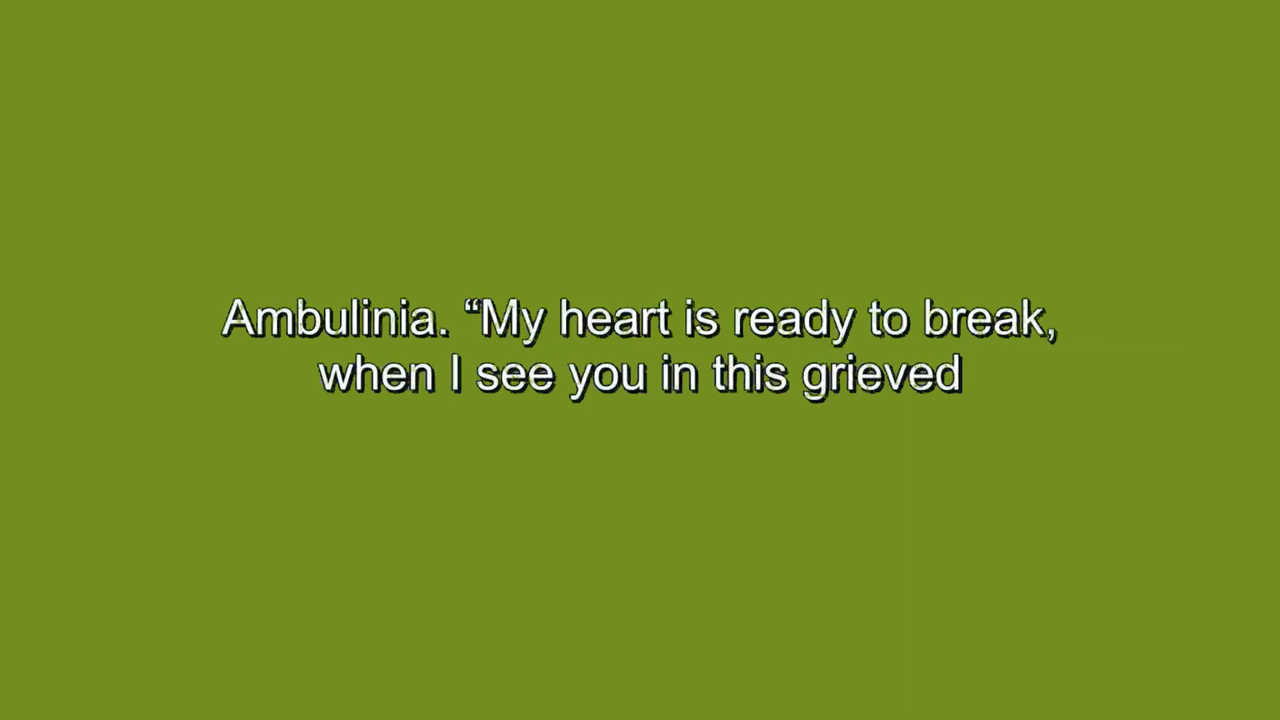 Ambulinia. “My heart is ready to break,
when I see you in this grieved